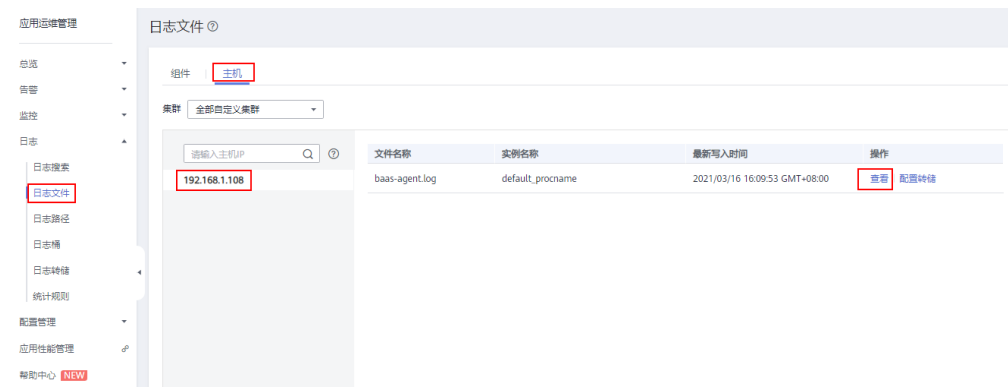 应用运维管理
总览
告警
监控
日志
日志搜索
日志文件
日志路径
日志桶
日志转储
统计规则
配置管理
应用性能管理
帮助中心 NEW
日志文件
组件 主机
集群 全部自定义集群
请输入主机IP
192.168.1.108
文件名称 实例名称 最新写入时间 操作
baas-agent.log default_procname 2021/03/16 16:09:53 GMT+08:00 查看 配置转储